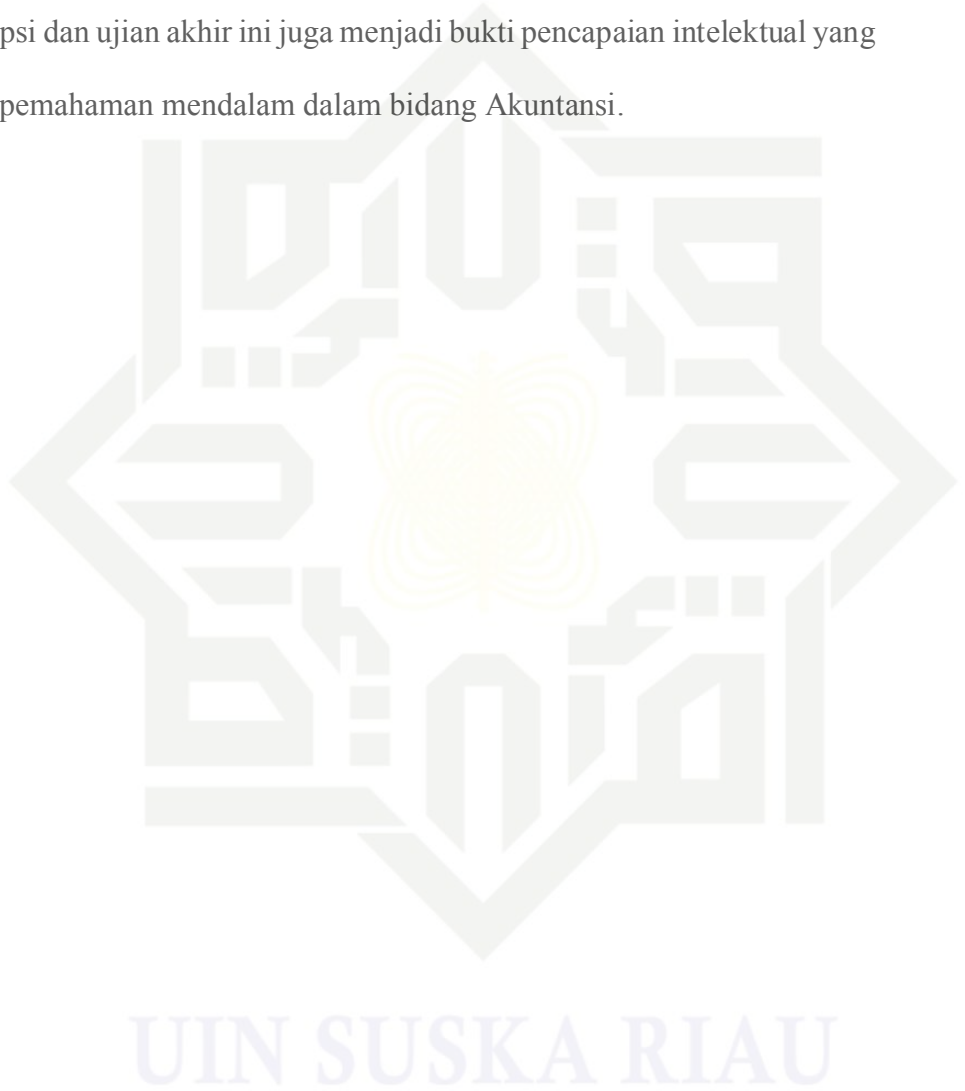 psi dan ujian akhir ini juga menjadi bukti pencapaian intelektual yang
pemahaman mendalam dalam bidang Akuntansi.
UIN SUSKA RIAU